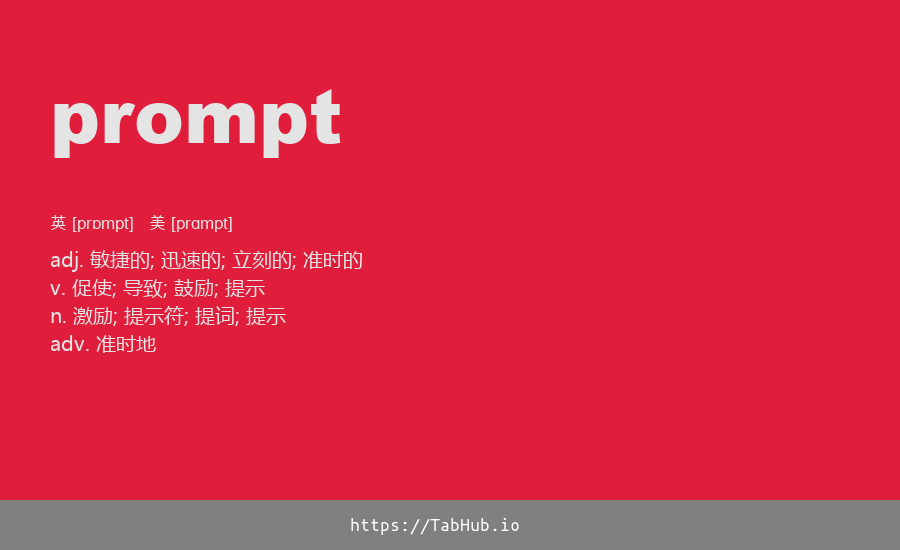 prompt
英 [prɒmpt] 美 [prɑmpt]
adj. 敏捷的; 迅速的; 立刻的; 准时的
v. 促使; 导致; 鼓励; 提示
n. 激励; 提示符; 提词; 提示
adv. 准时地
https://TabHub.io